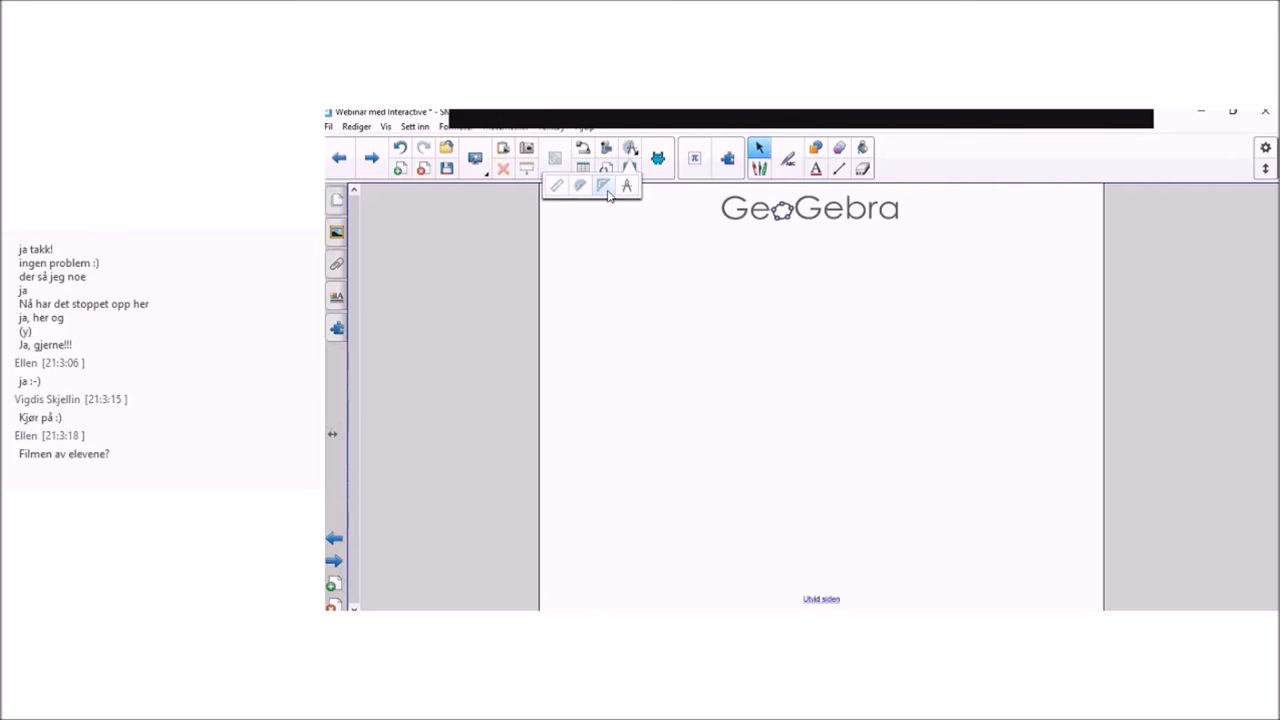 ja takk!
ingen problem :)
der så jeg noe
ja
Nå har det stoppet opp her
ja, her og
(y)
Ja, gjerne!!!
Ellen [21:3:06 ]
ja :-)
Vigdis Skjellin [21:3:15 ]
Kjør på :)
Ellen [21:3:18 ]
Filmen av elevene?
Webinar med Interactive * - SM
Fil Rediger Vis Sett inn
GeoGebra
Utvid siden